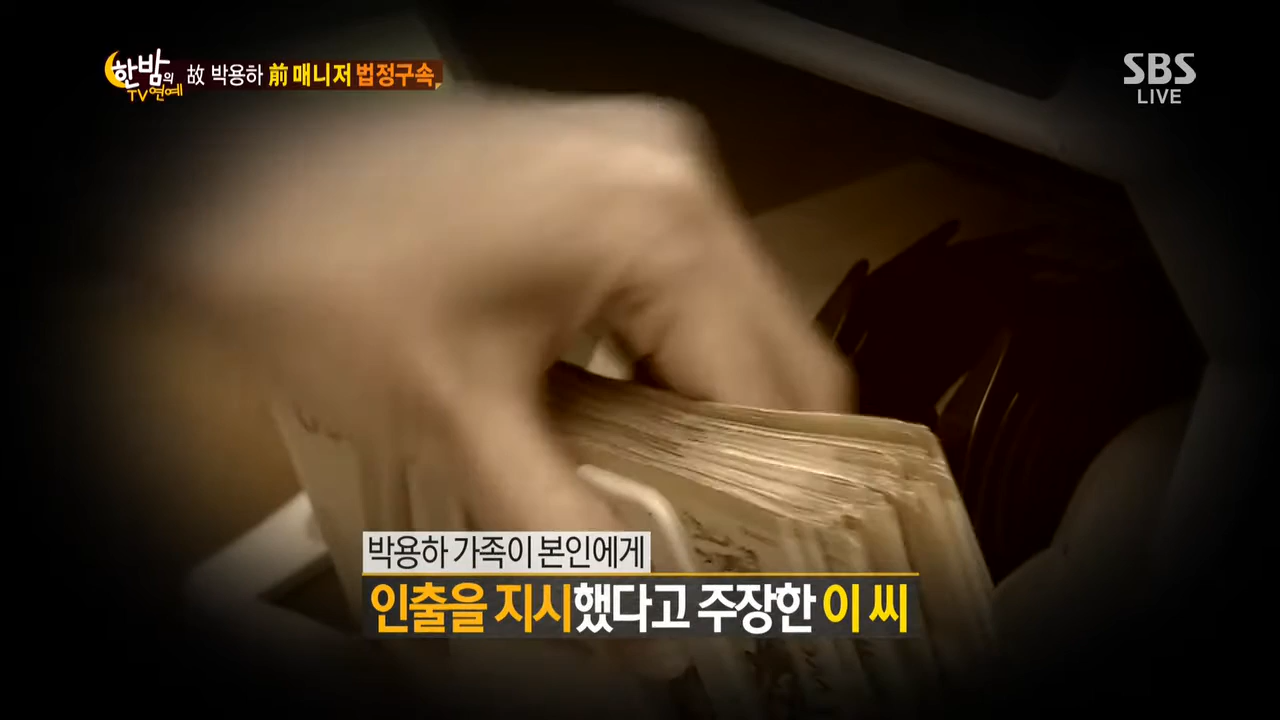 한밤의
TV연예
故 박용하 前 매니저 법정구속
SBS
LIVE
박용하 가족이 본인에게
인출을 지시했다고 주장한 이 씨